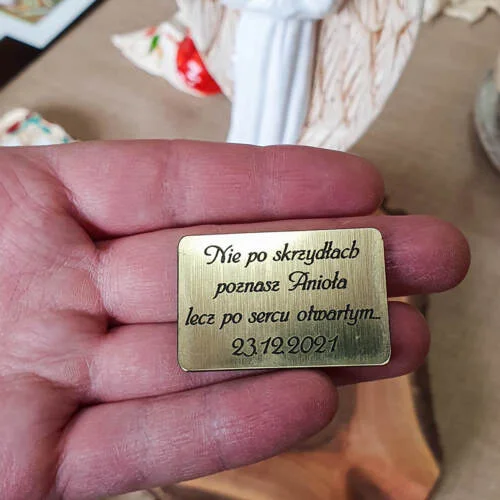 Nie po skrzydłach
poznasz Anioła
lecz po sercu otwartym...
23.12.2021